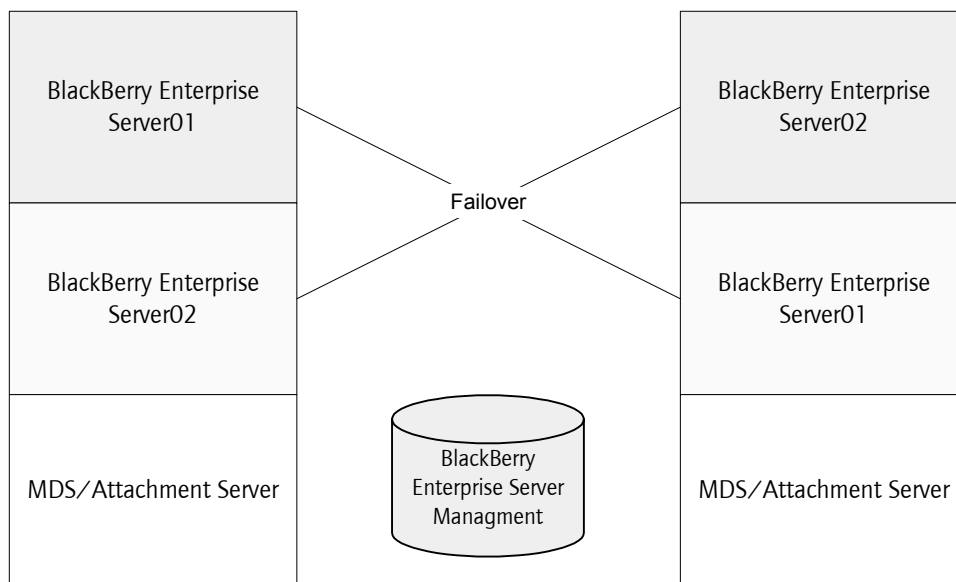 BlackBerry Enterprise
Server01
BlackBerry Enterprise
Server02
Failover
BlackBerry Enterprise
Server02
BlackBerry Enterprise
Server01
MDS/Attachment Server
BlackBerry
Enterprise Server
Managment
MDS/Attachment Server